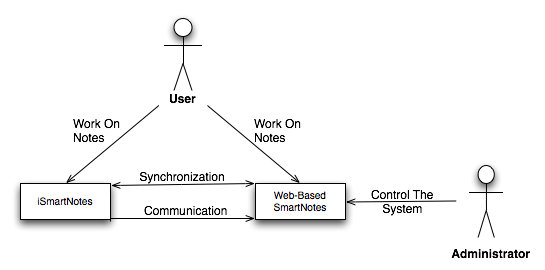 User
Work On
Notes
Work On
Notes
Synchronization
iSmartNotes
Web-Based
SmartNotes
Communication
Control The
System
Administrator